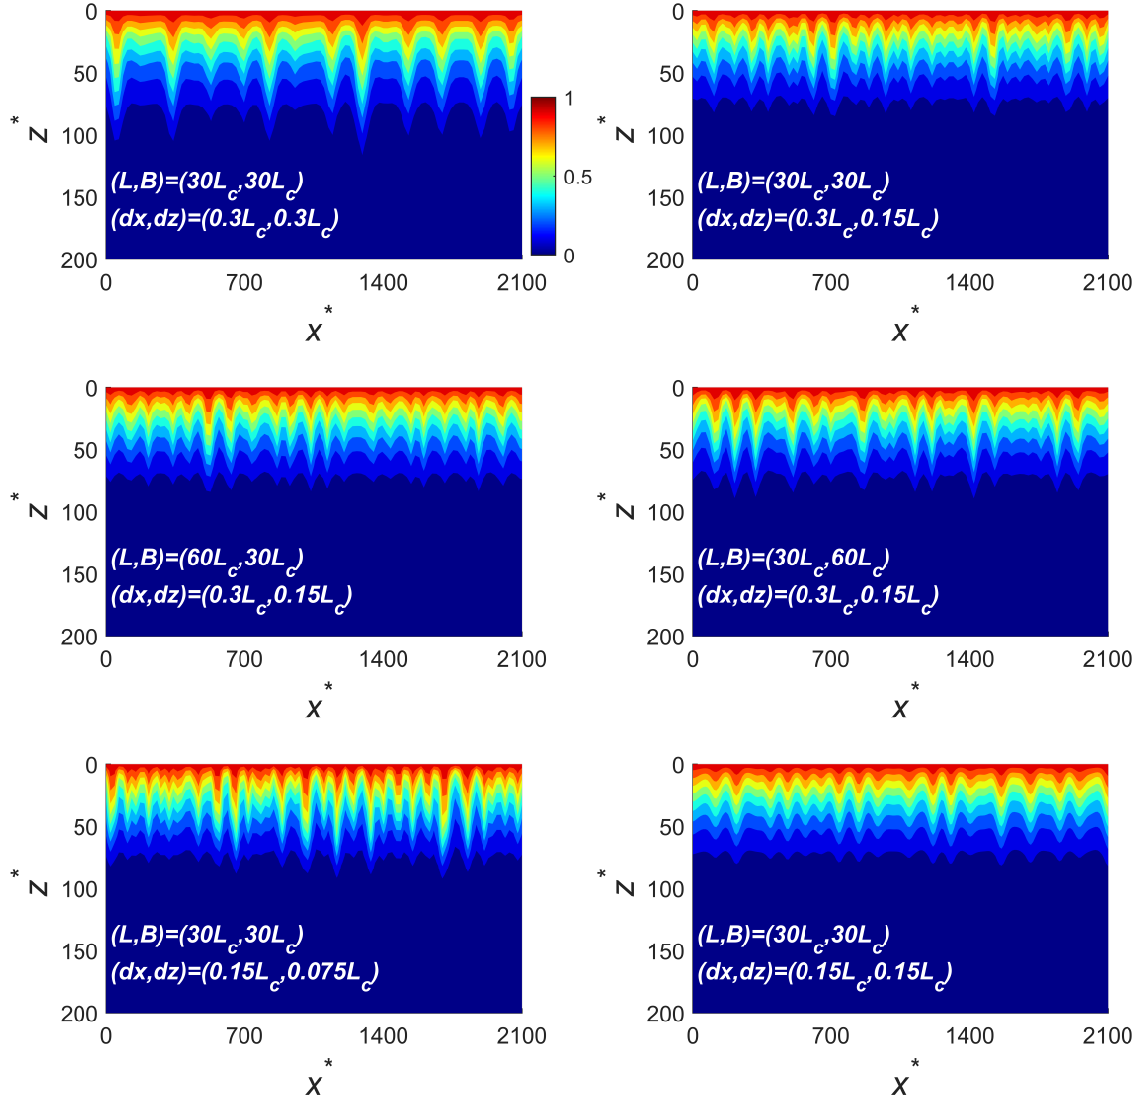 0
50
100
150
200
z*
(L,B)=(30Lc,30Lc)
(dx,dz)=(0.3Lc,0.3Lc)
1
0.5
0
0 700 1400 2100
x*
0
50
100
150
200
z*
(L,B)=(30Lc,30Lc)
(dx,dz)=(0.3Lc,0.15Lc)
0 700 1400 2100
x*
0
50
100
150
200
z*
(L,B)=(60Lc,30Lc)
(dx,dz)=(0.3Lc,0.15Lc)
0 700 1400 2100
x*
0
50
100
150
200
z*
(L,B)=(30Lc,60Lc)
(dx,dz)=(0.3Lc,0.15Lc)
0 700 1400 2100
x*
0
50
100
150
200
z*
(L,B)=(30Lc,30Lc)
(dx,dz)=(0.15Lc,0.075Lc)
0 700 1400 2100
x*
0
50
100
150
200
z*
(L,B)=(30Lc,30Lc)
(dx,dz)=(0.15Lc,0.15Lc)
0 700 1400 2100
x*